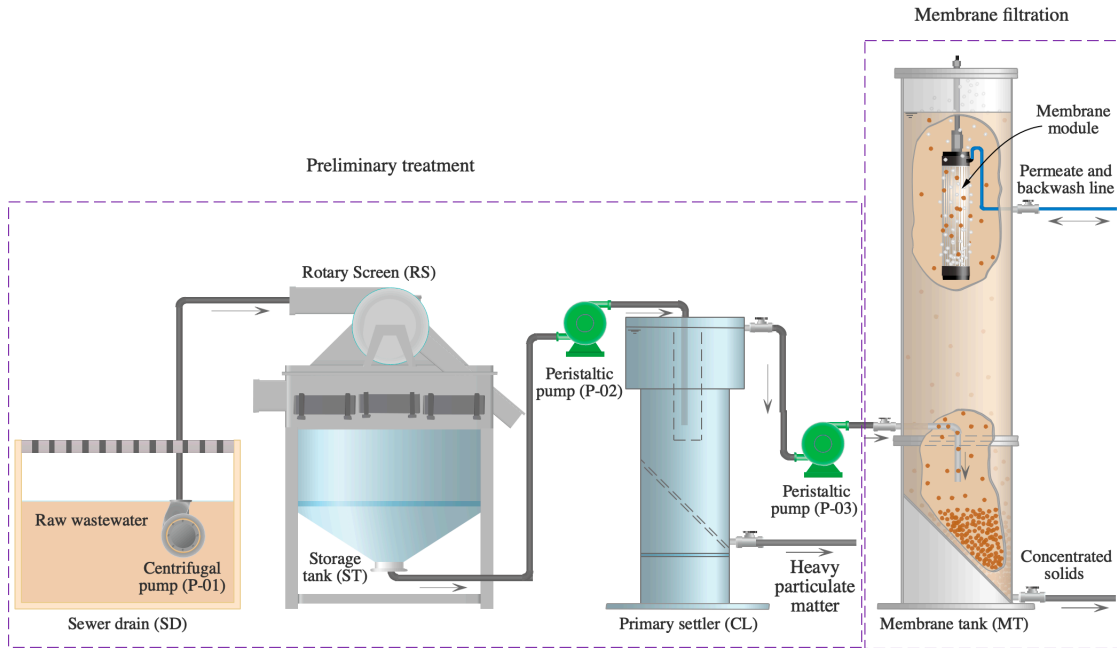 Membrane filtration
Preliminary treatment
Membrane
module
Permeate and
backwash line
Rotary Screen (RS)
Peristaltic
pump (P-02)
Raw wastewater
Centrifugal
pump (P-01)
Sewer drain (SD)
Storage
tank (ST)
Primary settler (CL)
Peristaltic
pump (P-03)
Heavy
particulate
matter
Concentrated
solids
Membrane tank (MT)